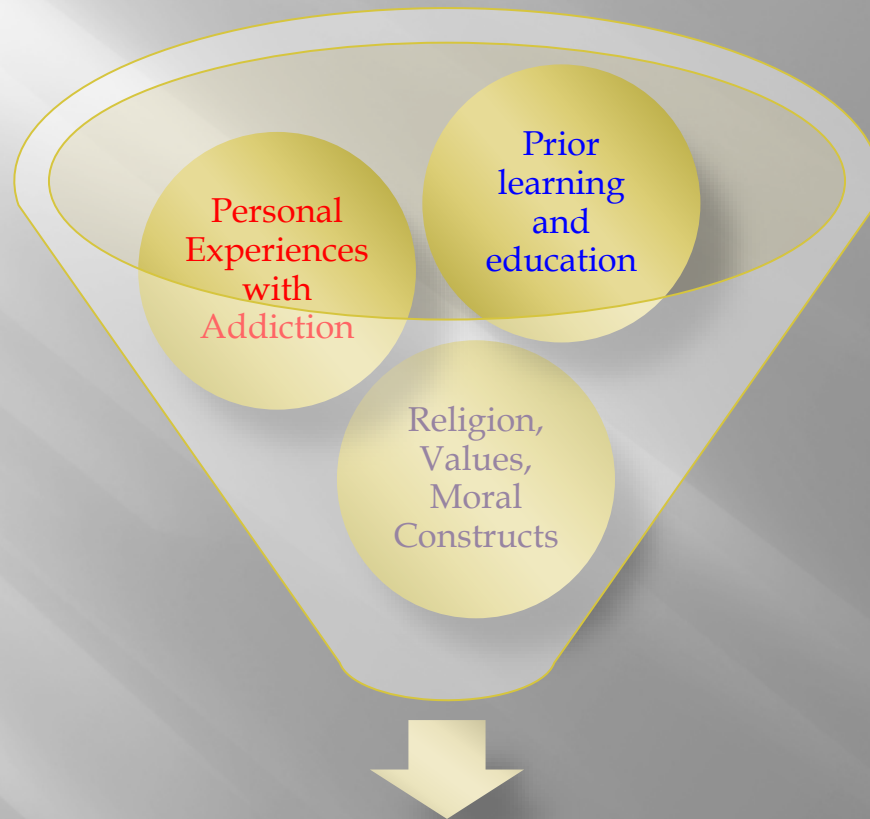 Personal
Experiences
with
Addiction
Prior
learning
and
education
Religion,
Values,
Moral
Constructs